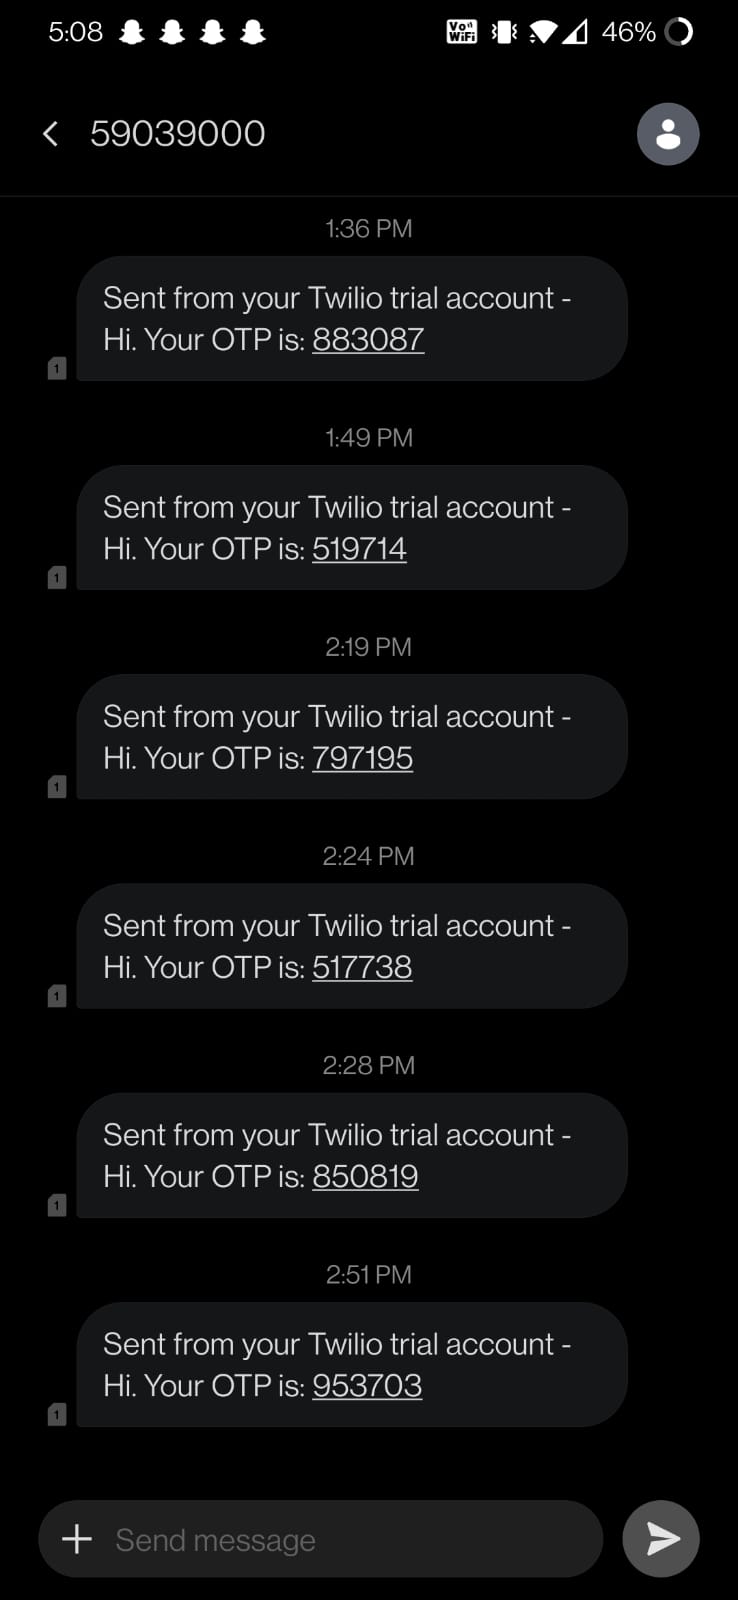 5:08 Vo)) WiFi 46%
59039000
1:36 PM
Sent from your Twilio trial account -
Hi. Your OTP is: 883087
1
1:49 PM
Sent from your Twilio trial account -
Hi. Your OTP is: 519714
1
2:19 PM
Sent from your Twilio trial account -
Hi. Your OTP is: 797195
1
2:24 PM
Sent from your Twilio trial account -
Hi. Your OTP is: 517738
1
2:28 PM
Sent from your Twilio trial account -
Hi. Your OTP is: 850819
1
2:51 PM
Sent from your Twilio trial account -
Hi. Your OTP is: 953703
1
Send message